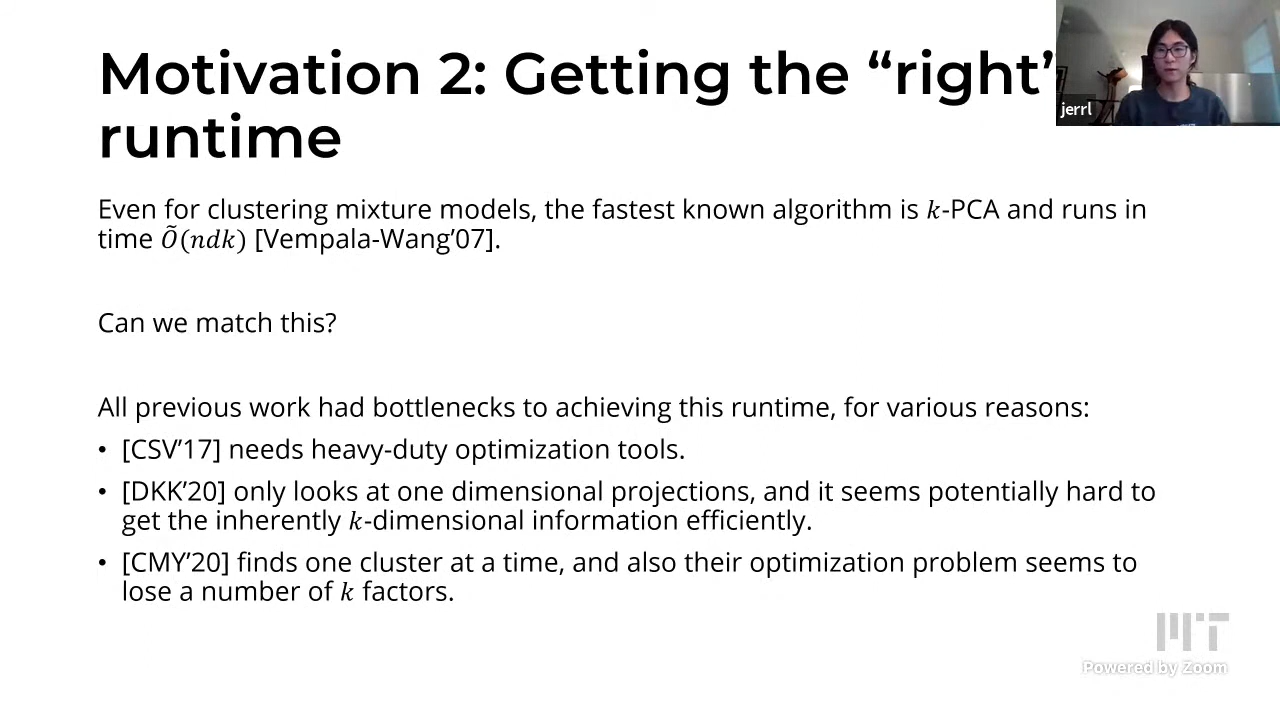 Motivation 2: Getting the “right”
runtime
jerrl
Even for clustering mixture models, the fastest known algorithm is k-PCA and runs in
time Õ(ndk) [Vempala-Wang’07].
Can we match this?
All previous work had bottlenecks to achieving this runtime, for various reasons:
• [CSV’17] needs heavy-duty optimization tools.
• [DKK’20] only looks at one dimensional projections, and it seems potentially hard to
get the inherently k-dimensional information efficiently.
• [CMY’20] finds one cluster at a time, and also their optimization problem seems to
lose a number of k factors.
MIT
Powered by Zoom